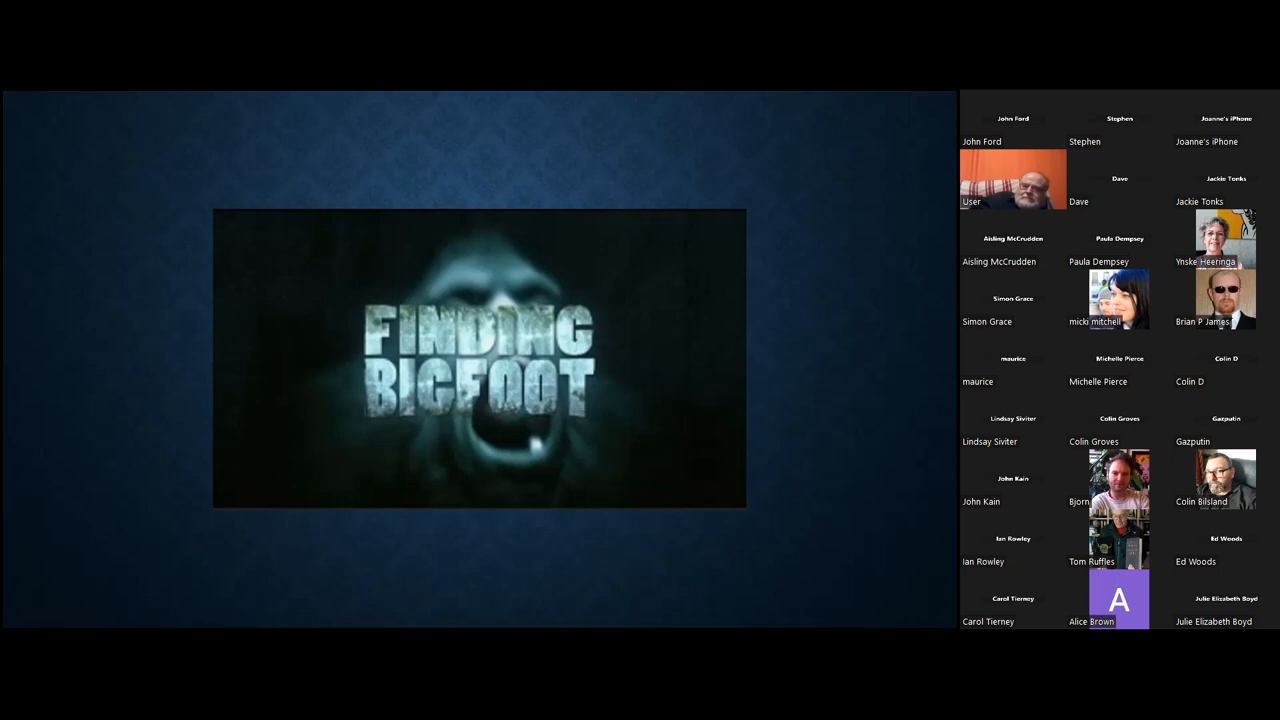 FINDING
BIGFOOT
John Ford
Stephen
Joanne's iPhone
John Ford
Stephen
Joanne's iPhone
Dave
Jackie Tonks
User
Dave
Jackie Tonks
Aisling McCrudden
Paula Dempsey
Aisling McCrudden
Paula Dempsey
Ynske Heeringa
Simon Grace
Simon Grace
micki mitchell
Brian P James
maurice
Michelle Pierce
Colin D
maurice
Michelle Pierce
Colin D
Lindsay Siviter
Colin Groves
Gazputin
Lindsay Siviter
Colin Groves
Gazputin
John Kain
John Kain
Bjorn
Colin Bilsland
Ian Rowley
Ed Woods
Ian Rowley
Tom Ruffles
Ed Woods
Carol Tierney
A
Julie Elizabeth Boyd
Carol Tierney
Alice Brown
Julie Elizabeth Boyd